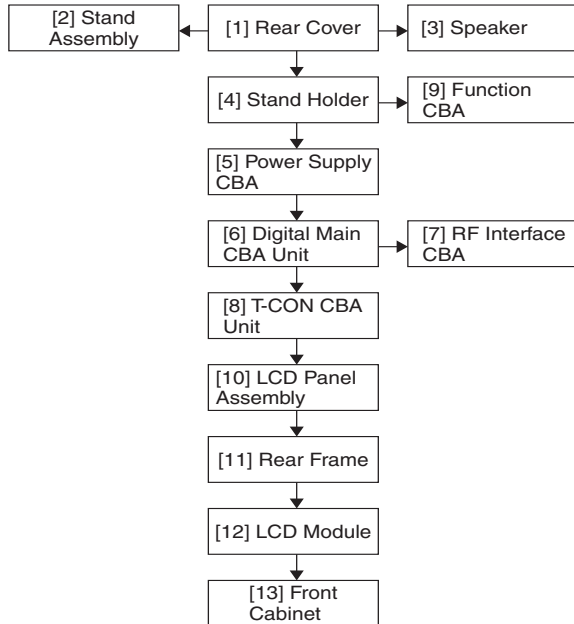 [2] Stand
Assembly
[1] Rear Cover
[3] Speaker
[4] Stand Holder
[9] Function
CBA
[5] Power Supply
CBA
[6] Digital Main
CBA Unit
[7] RF Interface
CBA
[8] T-CON CBA
Unit
[10] LCD Panel
Assembly
[11] Rear Frame
[12] LCD Module
[13] Front
Cabinet